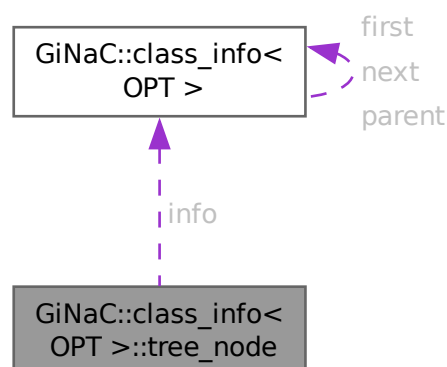 first
GiNaC::class_info<
OPT >
next
parent
info
GiNaC::class_info<
OPT >::tree_node